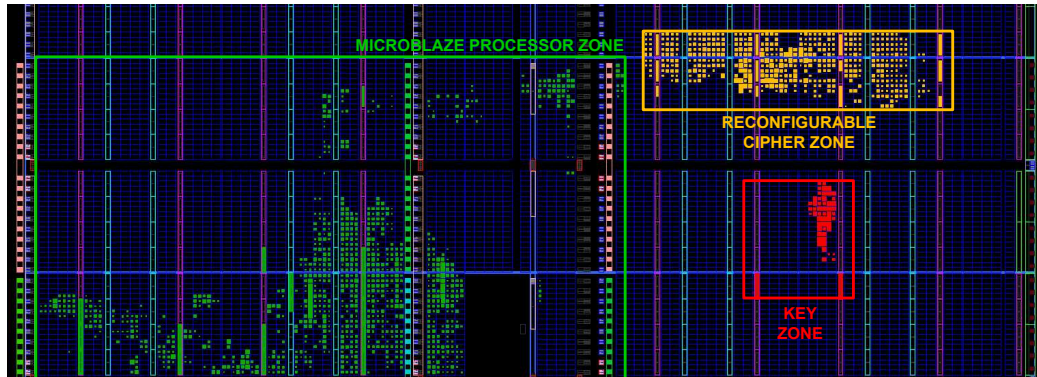 MICROBLAZE PROCESSOR ZONE
RECONFIGURABLE
CIPHER ZONE
KEY
ZONE